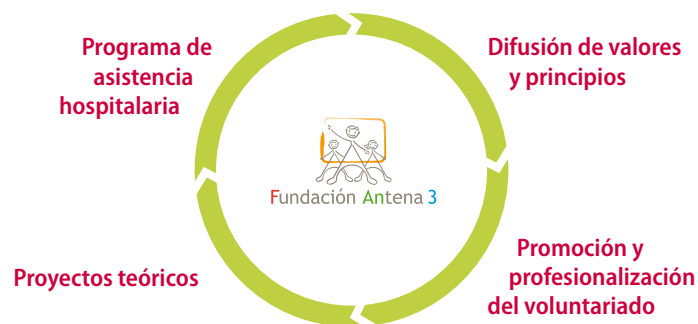 Programa de
asistencia
hospitalaria
Difusión de valores
y principios
Fundación Antena 3
Proyectos teóricos
Promoción y
profesionalización
del voluntariado